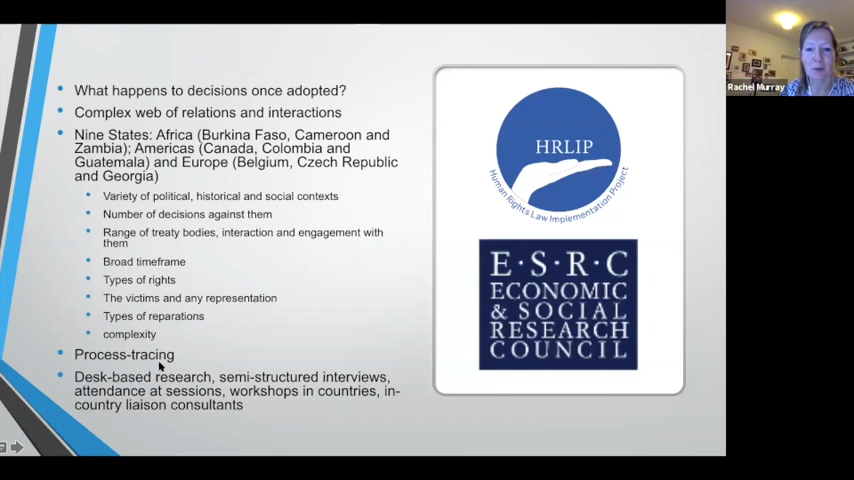 What happens to decisions once adopted?
Complex web of relations and interactions
Nine States: Africa (Burkina Faso, Cameroon and
Zambia); Americas (Canada, Colombia and
Guatemala) and Europe (Belgium, Czech Republic
and Georgia)
Variety of political, historical and social contexts
Number of decisions against them
Range of treaty bodies, interaction and engagement with
them
Broad timeframe
Types of rights
The victims and any representation
Types of reparations
complexity
Process-tracing
Desk-based research, semi-structured interviews,
attendance at sessions, workshops in countries, in-
country liaison consultants
HRLIP
Human Rights Law Implementation Project
E·S·R·C
ECONOMIC
& SOCIAL
RESEARCH
COUNCIL
Rachel Murray